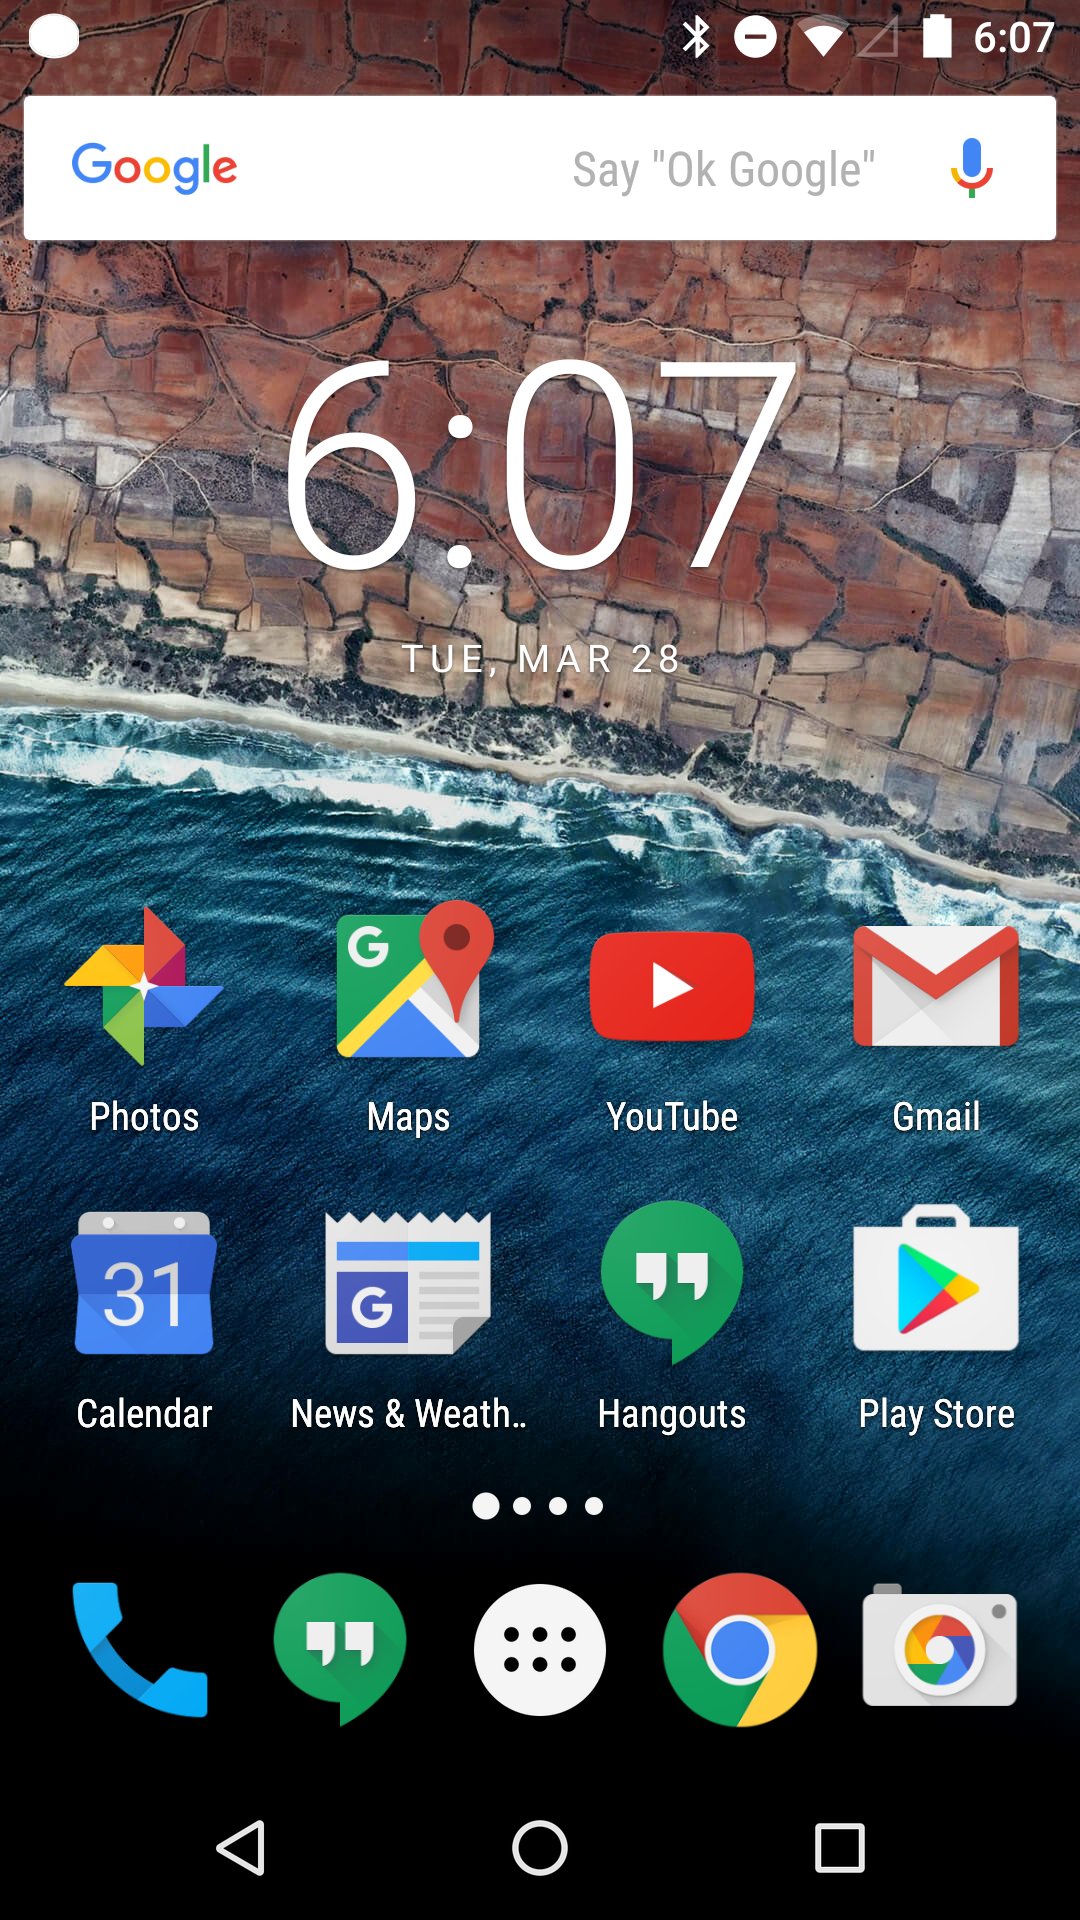 6:07
Google Say "Ok Google"
6:07
TUE, MAR 28
G
Photos Maps YouTube Gmail
31 G
Calendar News & Weath.. Hangouts Play Store